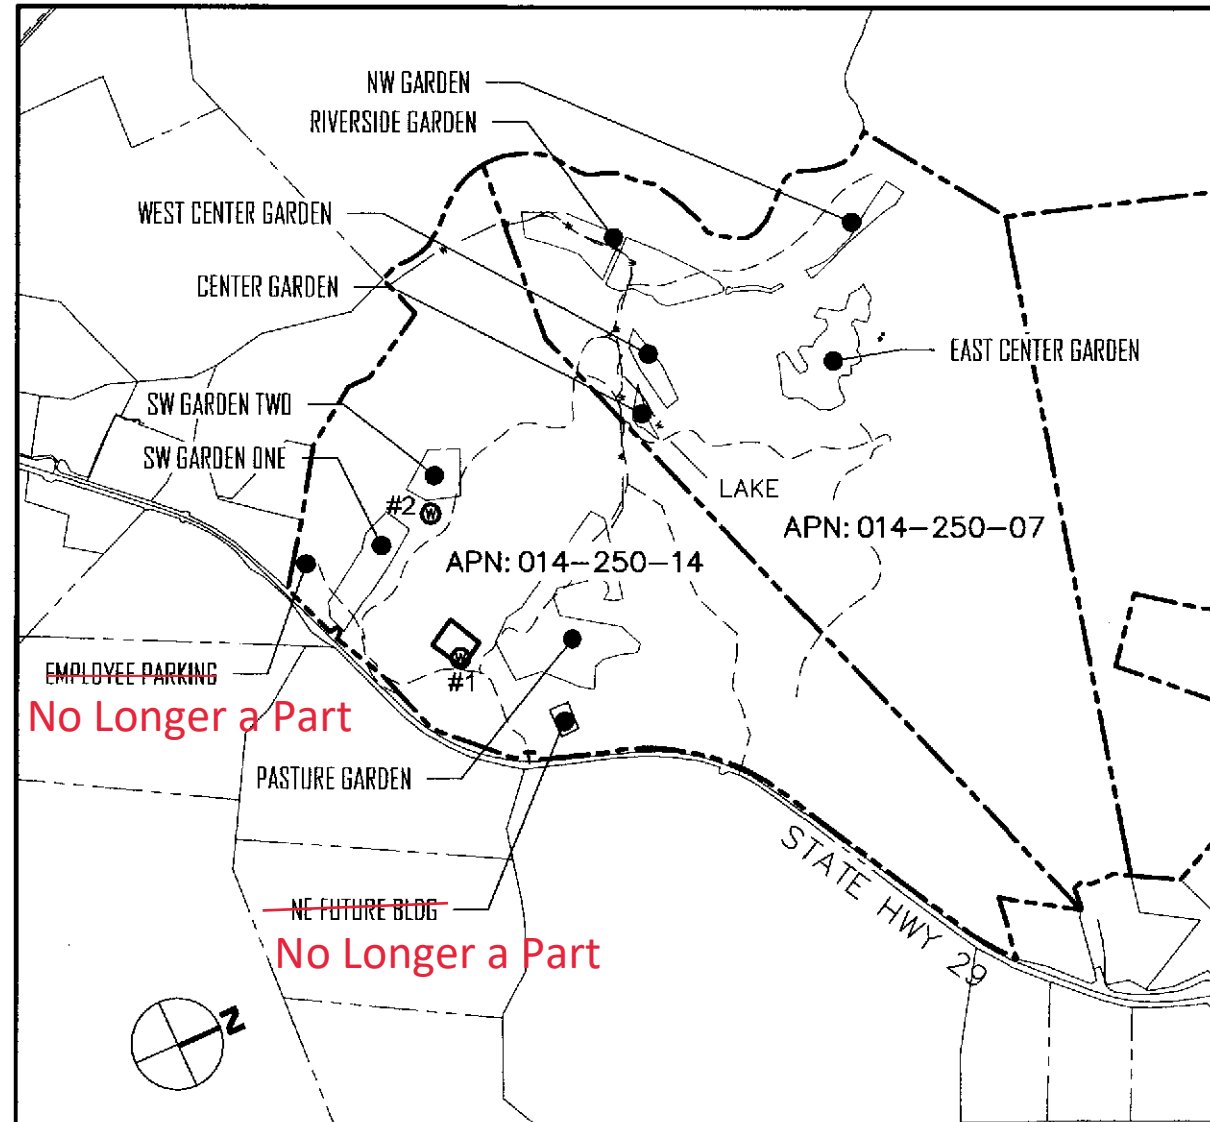 NW GARDEN
RIVERSIDE GARDEN
WEST CENTER GARDEN
CENTER GARDEN
EAST CENTER GARDEN
SW GARDEN TWO
SW GARDEN ONE
#2
W
LAKE
APN: 014-250-07
APN: 014-250-14
EMPLOYEE PARKING
No Longer a Part
W
#1
PASTURE GARDEN
STATE HWY 29
NE FUTURE BLDG
No Longer a Part
N